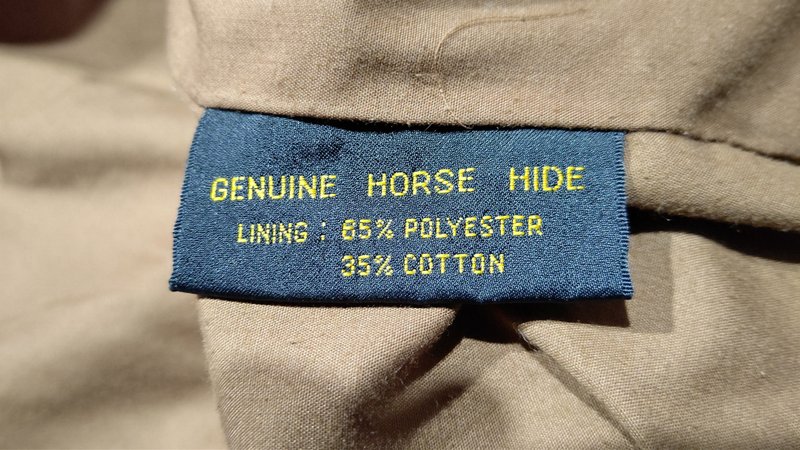 GENUINE HORSE HIDE
LINING : 65% POLYESTER
35% COTTON